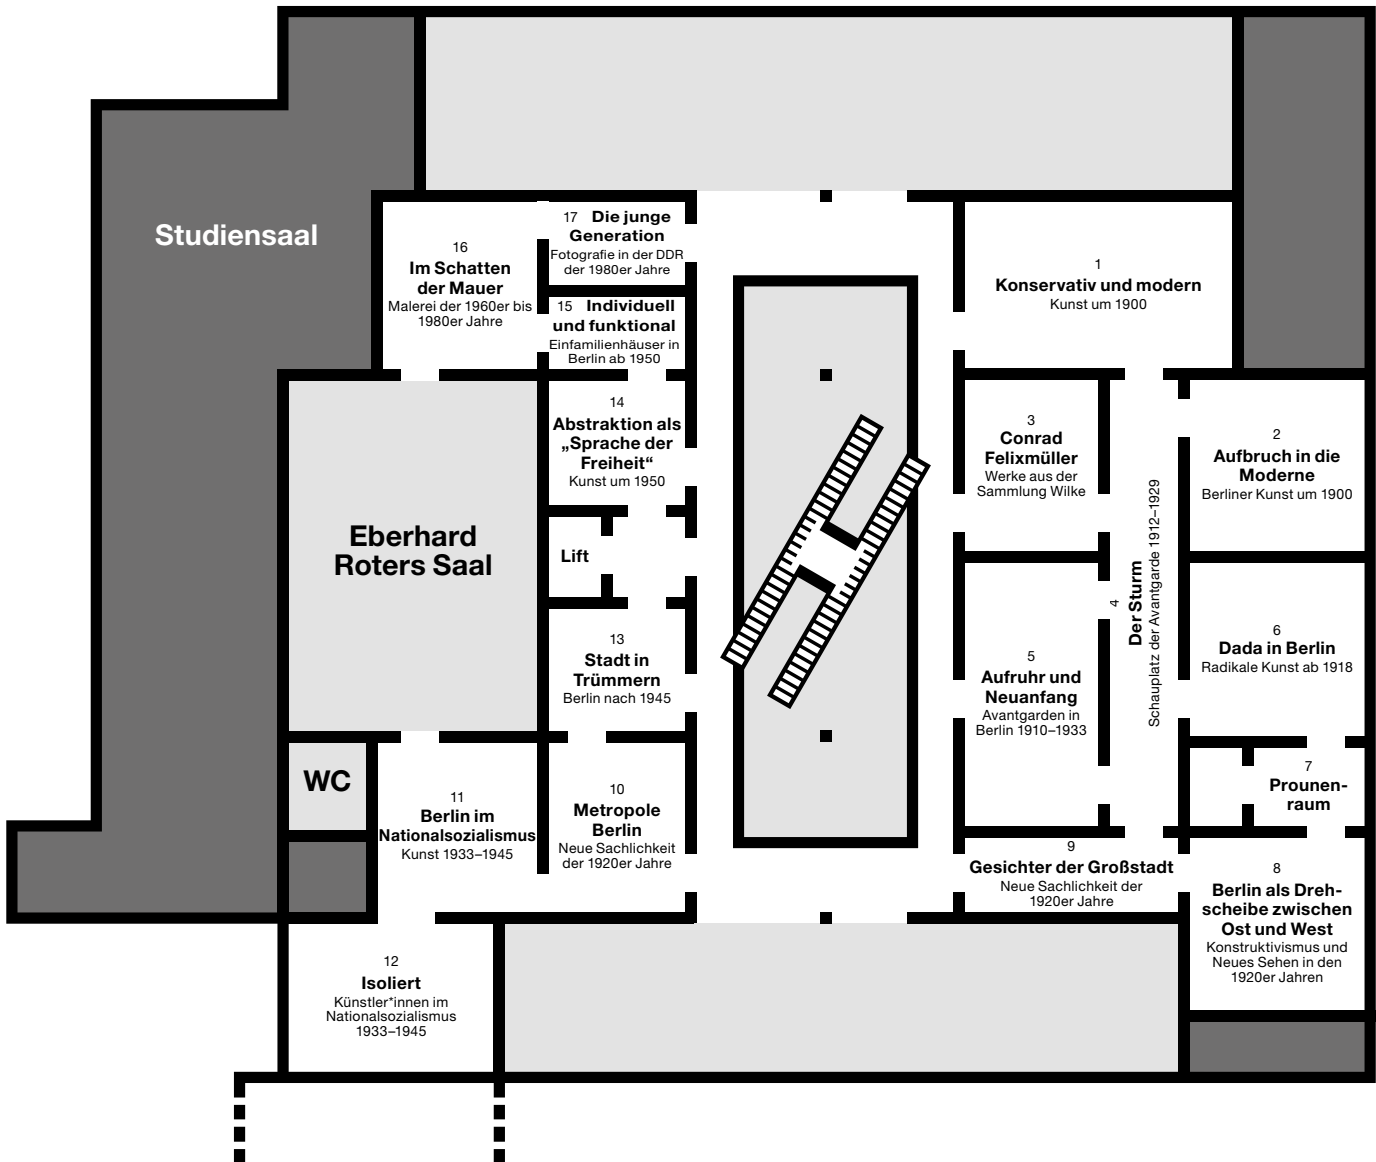 Studiensaal
16
Im Schatten
der Mauer
Malerei der 1960er bis
1980er Jahre
17 Die junge
Generation
Fotografie in der DDR
der 1980er Jahre
15 Individuell
und funktional
Einfamilienhäuser in
Berlin ab 1950
1
Konservativ und modern
Kunst um 1900
14
Abstraktion als
„Sprache der
Freiheit“
Kunst um 1950
3
Conrad
Felixmüller
Werke aus der
Sammlung Wilke
2
Aufbruch in die
Moderne
Berliner Kunst um 1900
Eberhard
Roters Saal
Lift
4
Der Sturm
Schauplatz der Avantgarde 1912–1929
13
Stadt in
Trümmern
Berlin nach 1945
5
Aufruhr und
Neuanfang
Avantgarden in
Berlin 1910–1933
6
Dada in Berlin
Radikale Kunst ab 1918
WC
11
Berlin im
Nationalsozialismus
Kunst 1933–1945
10
Metropole
Berlin
Neue Sachlichkeit
der 1920er Jahre
7
Prounen-
raum
9
Gesichter der Großstadt
Neue Sachlichkeit der
1920er Jahre
8
Berlin als Dreh-
scheibe zwischen
Ost und West
Konstruktivismus und
Neues Sehen in den
1920er Jahren
12
Isoliert
Künstler*innen im
Nationalsozialismus
1933–1945